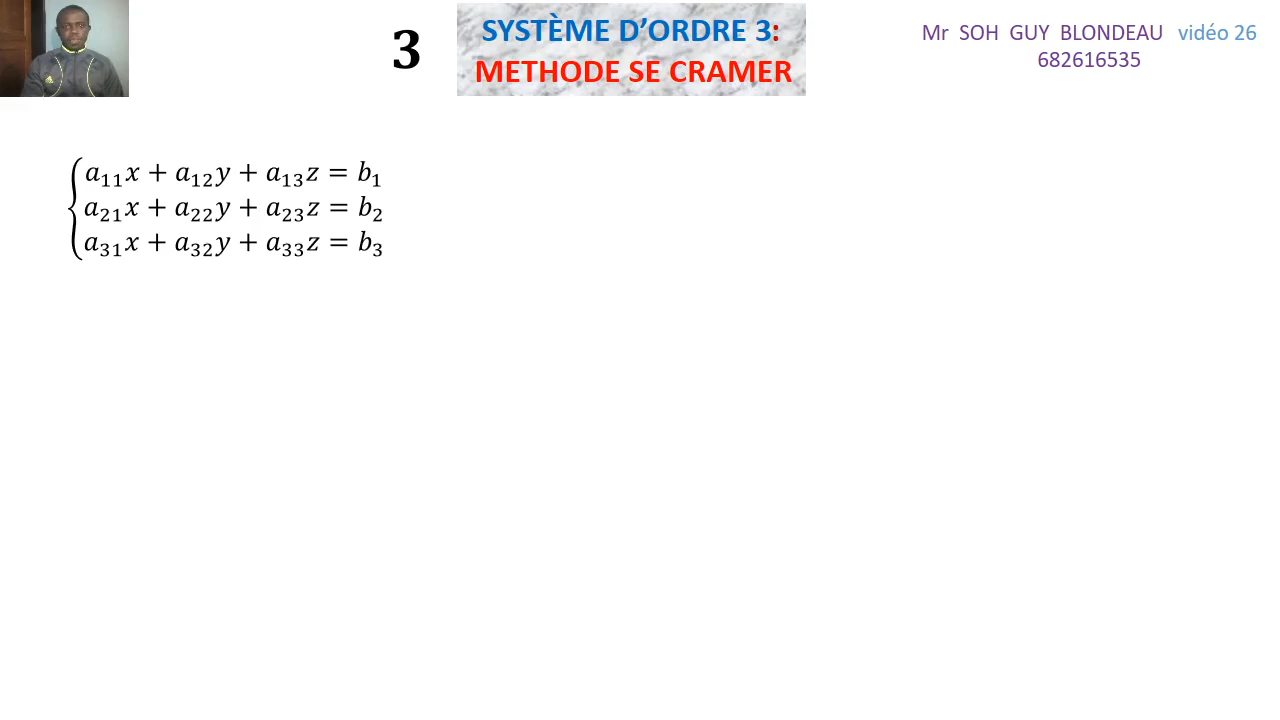 3
SYSTÈME D'ORDRE 3:
METHODE SE CRAMER
Mr SOH GUY BLONDEAU vidéo 26
682616535
a₁₁x + a₁₂y + a₁₃z = b₁
a₂₁x + a₂₂y + a₂₃z = b₂
a₃₁x + a₃₂y + a₃₃z = b₃